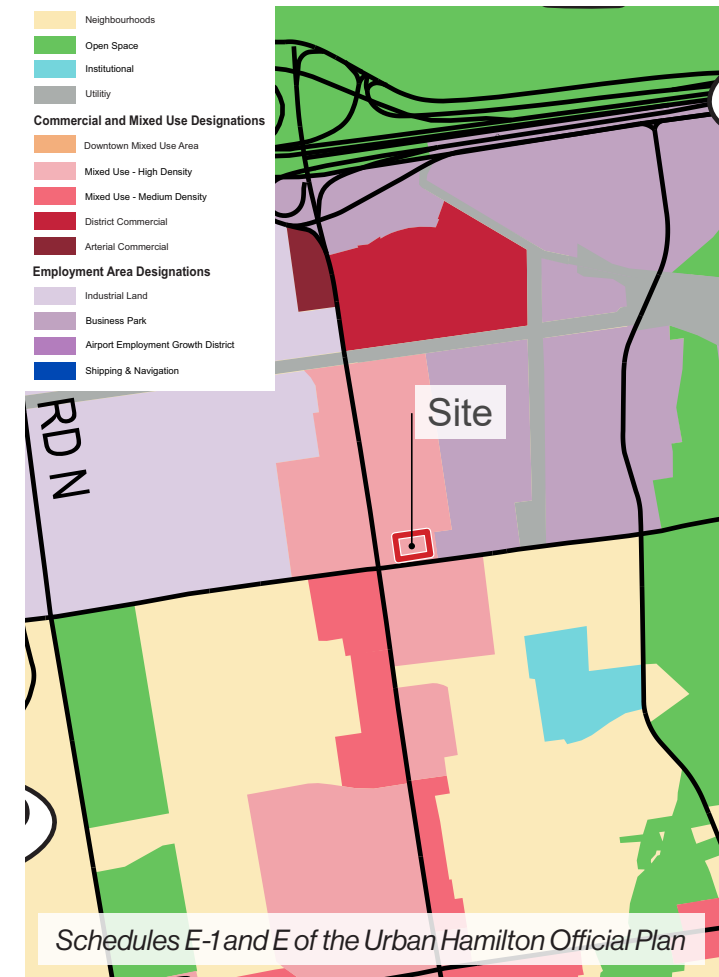 Neighbourhoods
Open Space
Institutional
Utilitiy
Commercial and Mixed Use Designations
Downtown Mixed Use Area
Mixed Use - High Density
Mixed Use - Medium Density
District Commercial
Arterial Commercial
Employment Area Designations
Industrial Land
Business Park
Airport Employment Growth District
Shipping & Navigation
RD N
Site
Schedules E-1 and E of the Urban Hamilton Official Plan